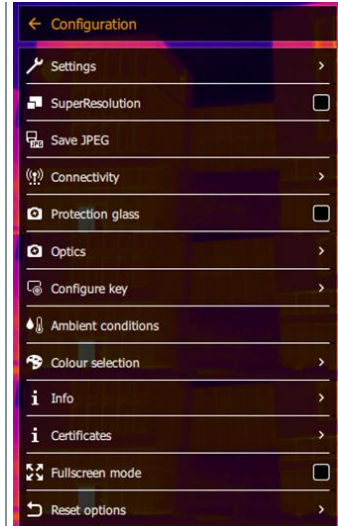 Configuration
Settings
SuperResolution
JPG Save JPEG
Connectivity
Protection glass
Optics
Configure key
Ambient conditions
Colour selection
i Info
i Certificates
Fullscreen mode
Reset options